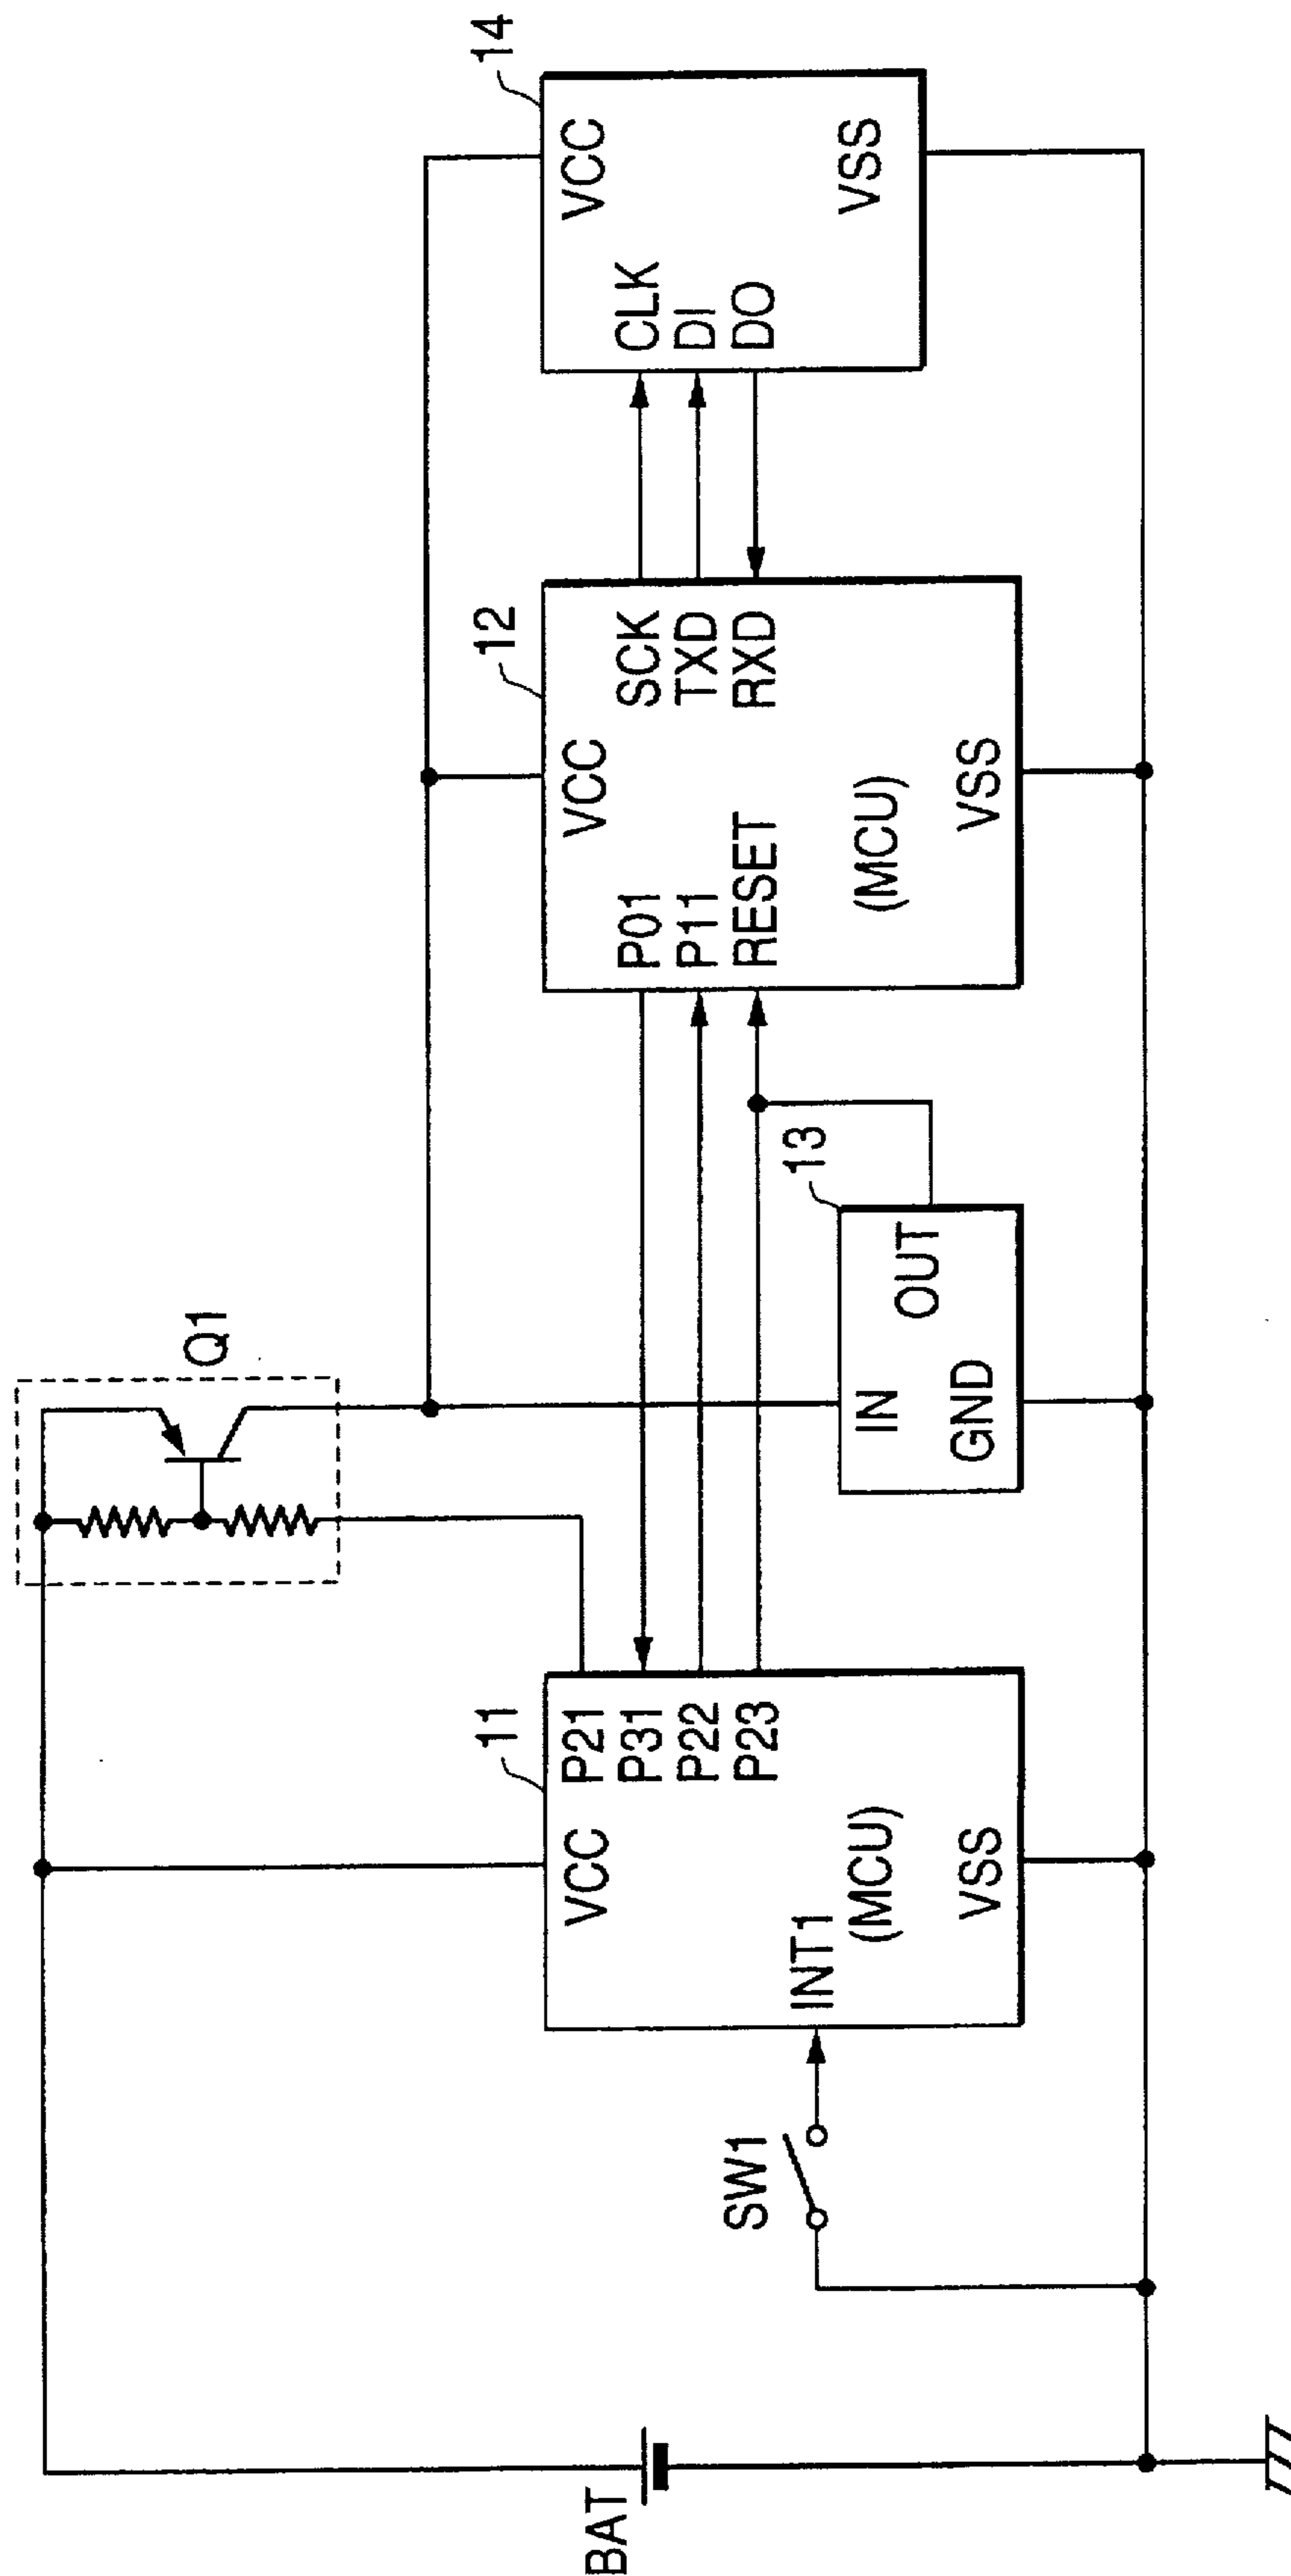 BAT
SW1
11
VCC
P21
P31
P22
P23
INT1
(MCU)
VSS
Q1
13
IN
OUT
GND
12
VCC
P01
P11
RESET
SCK
TXD
RXD
(MCU)
VSS
14
VCC
CLK
DI
DO
VSS